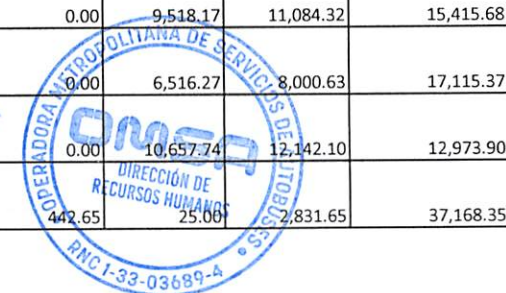 0.00 9,518.17 11,084.32 15,415.68
0.00 6,516.27 8,000.63 17,115.37
0.00 10,657.74 12,142.10 12,973.90
442.65 25.00 2,831.65 37,168.35
OPERADORA METROPOLITANA DE SERVICIOS DE AUTOBUSES
OMSA
DIRECCIÓN DE
RECURSOS HUMANOS
RNC 1-33-03689-4